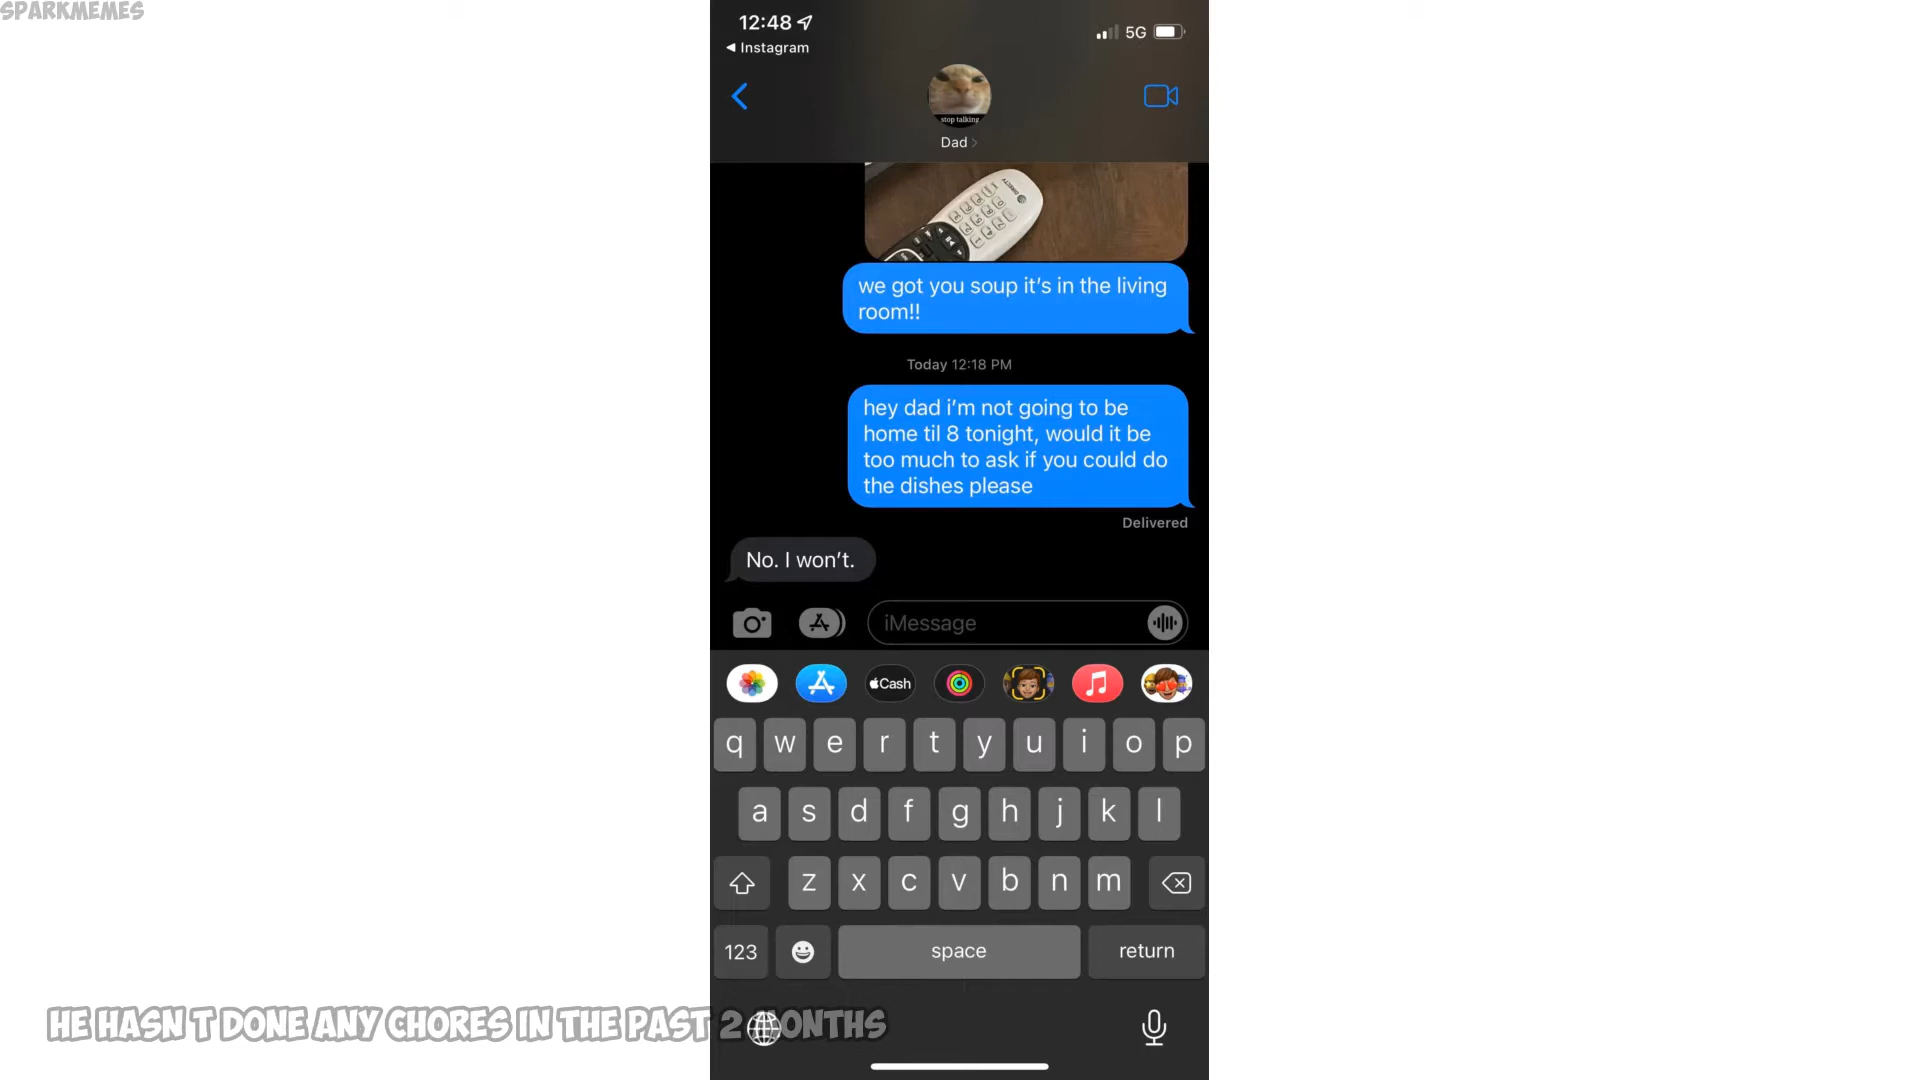 SPARKMEMES
12:48
5G
◀ Instagram
stop talking
Dad
DIRECTV
we got you soup it's in the living
room!!
Today 12:18 PM
hey dad i'm not going to be
home til 8 tonight, would it be
too much to ask if you could do
the dishes please
Delivered
No. I won't.
iMessage
Cash
q w e r t y u i o p
a s d f g h j k l
z x c v b n m
123 space return
HE HASN T DONE ANY CHORES IN THE PAST 2 MONTHS